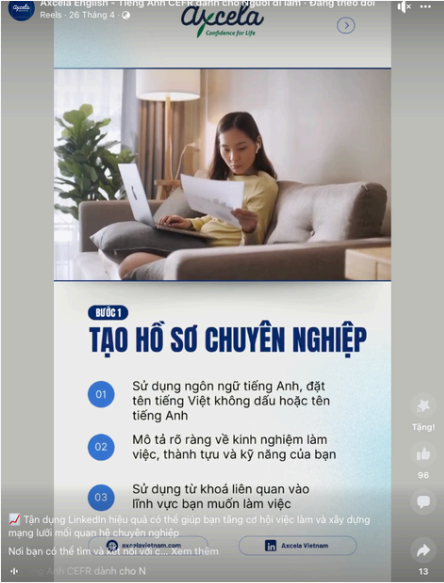 Axcela English - Tiếng Anh CEFR dành cho Người đi làm · Đang theo dõi
Reels · 26 Tháng 4 ·
axcela
Axcela
Confidence for Life
BƯỚC 1
TẠO HỒ SƠ CHUYÊN NGHIỆP
01
Sử dụng ngôn ngữ tiếng Anh, đặt
tên tiếng Việt không dấu hoặc tên
tiếng Anh
02
Mô tả rõ ràng về kinh nghiệm làm
việc, thành tựu và kỹ năng của bạn
03
Sử dụng từ khoá liên quan vào
lĩnh vực bạn muốn làm việc
Tặng!
96
📈 Tận dụng LinkedIn hiệu quả có thể giúp bạn tăng cơ hội việc làm và xây dựng
mạng lưới mối quan hệ chuyên nghiệp
Nơi bạn có thể tìm và kết nối với c... Xem thêm
axcelavietnam.com
Axcela Vietnam
Anh CEFR dành cho N
13